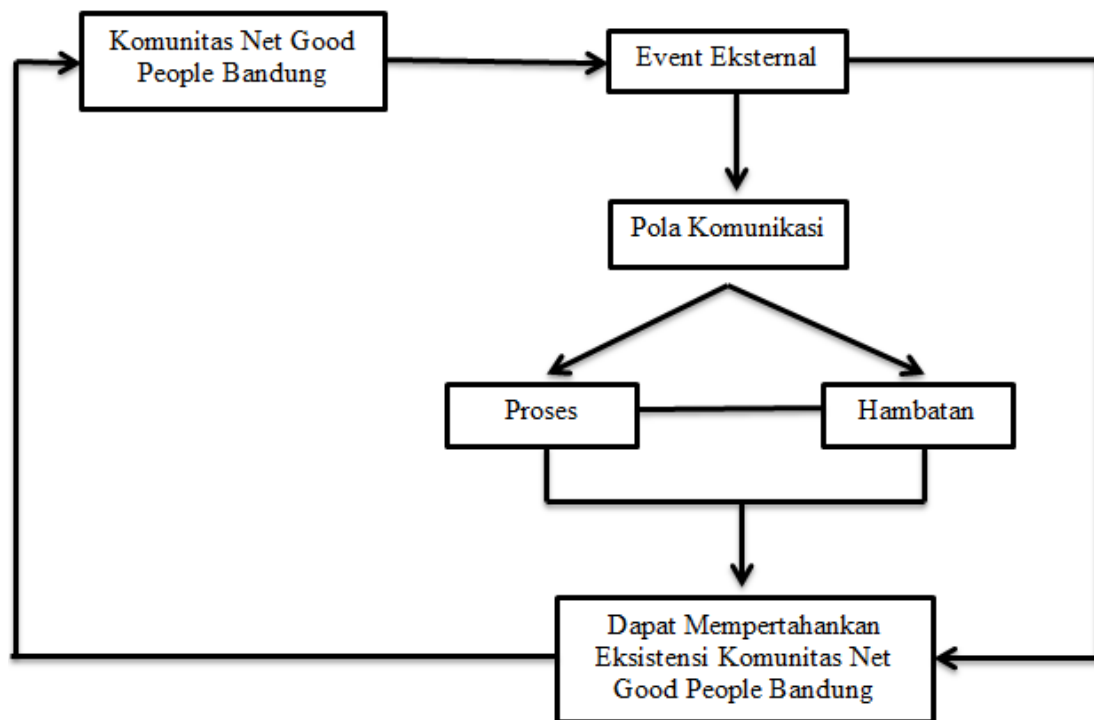 Komunitas Net Good
People Bandung
Event Eksternal
Pola Komunikasi
Proses
Hambatan
Dapat Mempertahankan
Eksistensi Komunitas Net
Good People Bandung